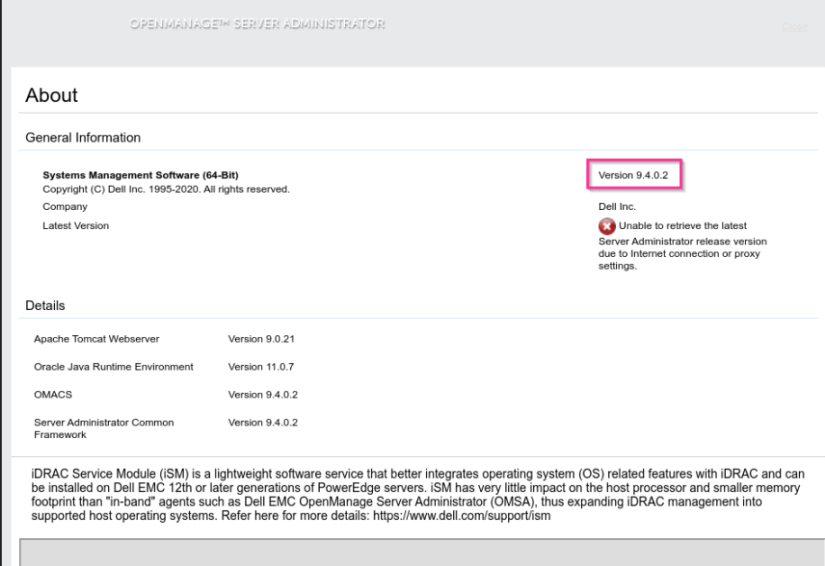 OPENMANAGE™ SERVER ADMINISTRATOR
Close
About
General Information
Systems Management Software (64-Bit)
Version 9.4.0.2
Copyright (C) Dell Inc. 1995-2020. All rights reserved.
Company
Dell Inc.
Latest Version
Unable to retrieve the latest
Server Administrator release version
due to Internet connection or proxy
settings.
Details
Apache Tomcat Webserver
Version 9.0.21
Oracle Java Runtime Environment
Version 11.0.7
OMACS
Version 9.4.0.2
Server Administrator Common
Framework
Version 9.4.0.2
iDRAC Service Module (iSM) is a lightweight software service that better integrates operating system (OS) related features with iDRAC and can
be installed on Dell EMC 12th or later generations of PowerEdge servers. iSM has very little impact on the host processor and smaller memory
footprint than "in-band" agents such as Dell EMC OpenManage Server Administrator (OMSA), thus expanding iDRAC management into
supported host operating systems. Refer here for more details: https://www.dell.com/support/ism